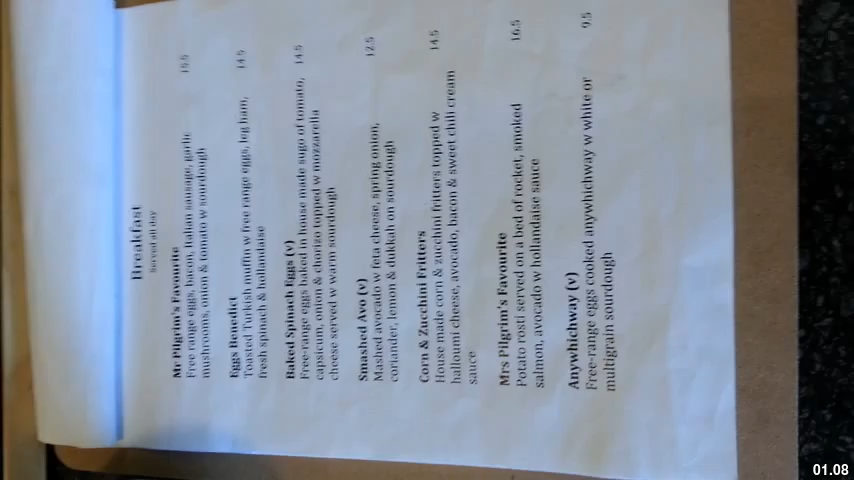 Breakfast
Served all day
Mr Pilgrim's Favourite
Free range eggs, bacon, Italian sausage, garlic 
mushrooms, onion & tomato w sourdough
Eggs Benedict 14.5
Toasted Turkish muffin w free range eggs, leg ham,
fresh spinach & hollandaise
Baked Spinach Eggs (v) 14.5
Free-range eggs baked in house made sugo of tomato,
capsicum, onion & chorizo topped w mozzarella
cheese served w warm sourdough
Smashed Avo (v) 12.5
Mashed avocado w feta cheese, spring onion,
coriander, lemon & dukkah on sourdough
Corn & Zucchini Fritters 14.5
House made corn & zucchini fritters topped w
halloumi cheese, avocado, bacon & sweet chili cream
sauce
Mrs Pilgrim's Favourite 16.5
Potato rosti served on a bed of rocket, smoked
salmon, avocado w hollandaise sauce
Anywhichway (v) 9.5
Free-range eggs cooked anywhichway w white or
multigrain sourdough
01.08